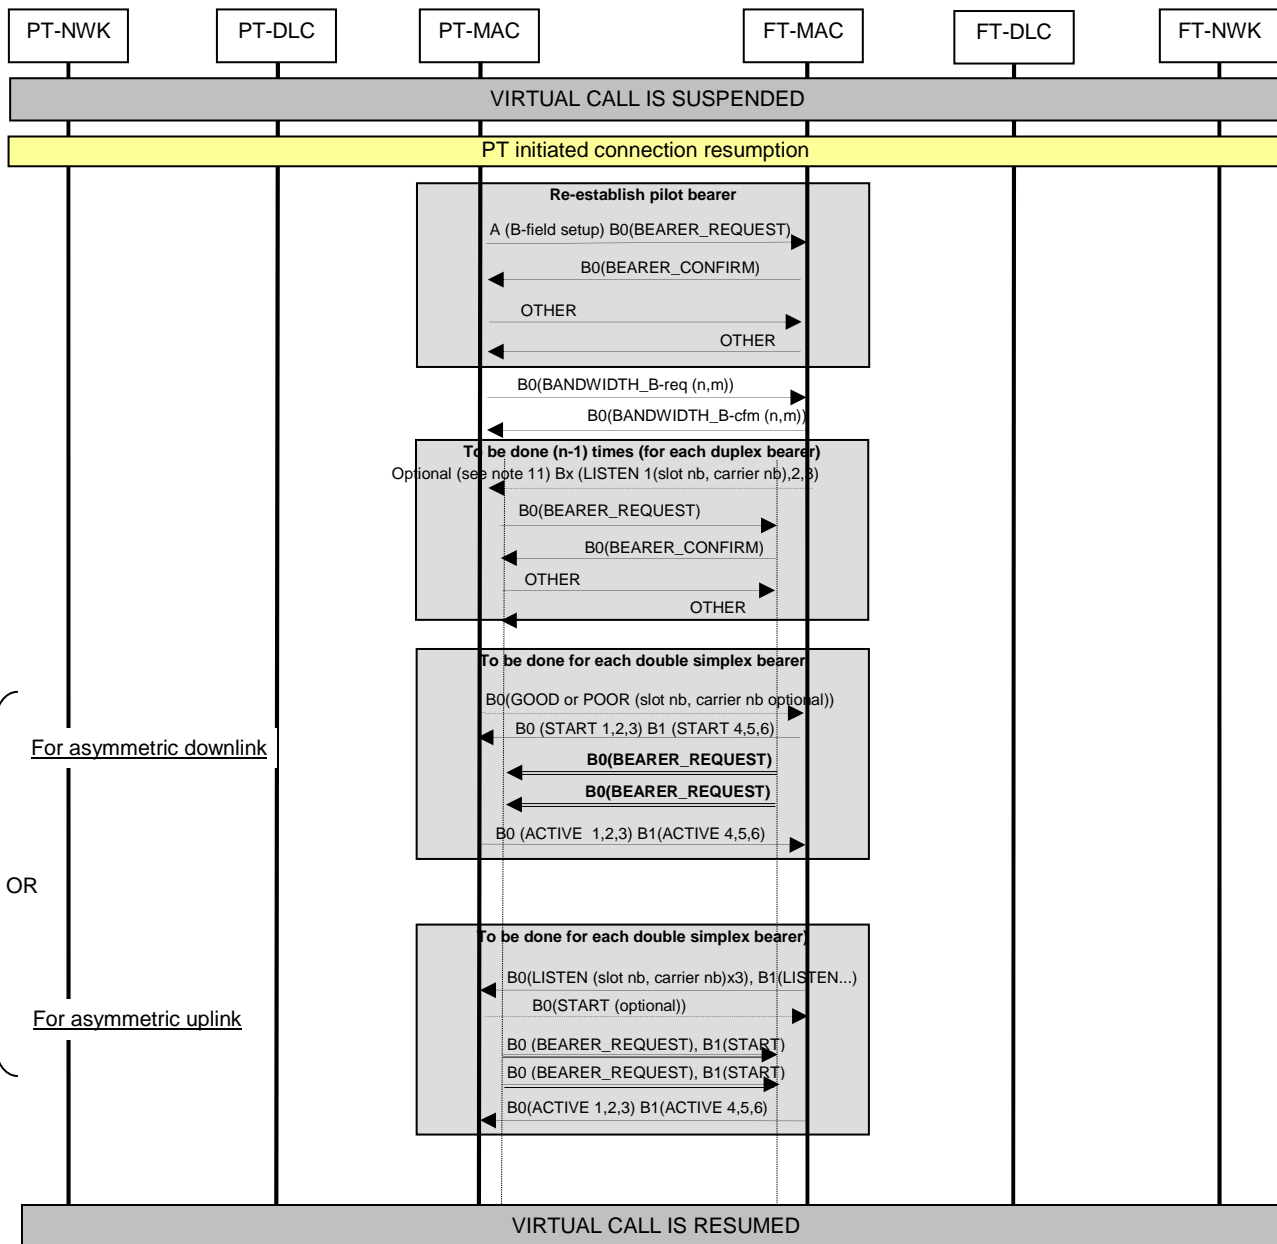 PT-NWK PT-DLC PT-MAC FT-MAC FT-DLC FT-NWK
VIRTUAL CALL IS SUSPENDED
PT initiated connection resumption
Re-establish pilot bearer
A (B-field setup) B0(BEARER_REQUEST)
B0(BEARER_CONFIRM)
OTHER
OTHER
B0(BANDWIDTH_B-req (n,m))
B0(BANDWIDTH_B-cfm (n,m))
To be done (n-1) times (for each duplex bearer)
Optional (see note 11) Bx (LISTEN 1(slot nb, carrier nb),2,3)
B0(BEARER_REQUEST)
B0(BEARER_CONFIRM)
OTHER
OTHER
To be done for each double simplex bearer
B0(GOOD or POOR (slot nb, carrier nb optional))
B0 (START 1,2,3) B1 (START 4,5,6)
For asymmetric downlink
B0(BEARER_REQUEST)
B0(BEARER_REQUEST)
B0 (ACTIVE 1,2,3) B1(ACTIVE 4,5,6)
OR
To be done for each double simplex bearer)
B0(LISTEN (slot nb, carrier nb)x3), B1(LISTEN...)
B0(START (optional))
For asymmetric uplink
B0 (BEARER_REQUEST), B1(START)
B0 (BEARER_REQUEST), B1(START)
B0(ACTIVE 1,2,3) B1(ACTIVE 4,5,6)
VIRTUAL CALL IS RESUMED